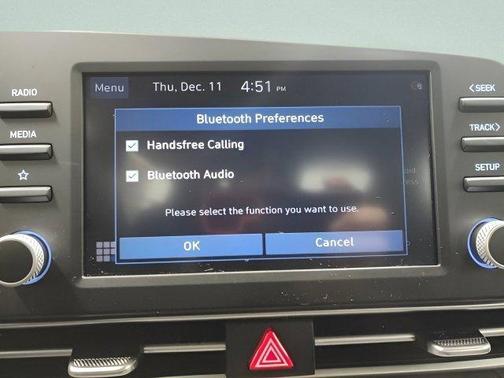 Menu Thu, Dec. 11 4:51 PM
RADIO
MEDIA
Bluetooth Preferences
Handsfree Calling
Bluetooth Audio
Please select the function you want to use.
OK Cancel
<SEEK
TRACK>
SETUP